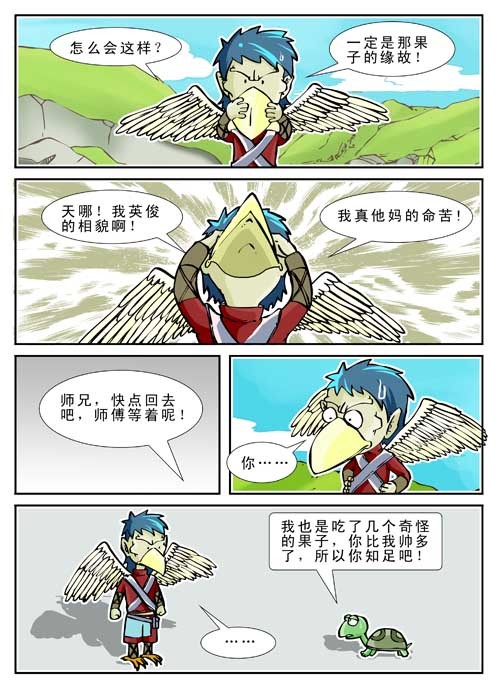 怎么会这样？
一定是那果
子的缘故！
天哪！我英俊
的相貌啊！
我真他妈的命苦！
师兄，快点回去
吧，师傅等着呢！
你……
我也是吃了几个奇怪
的果子，你比我帅多
了，所以你知足吧！
……